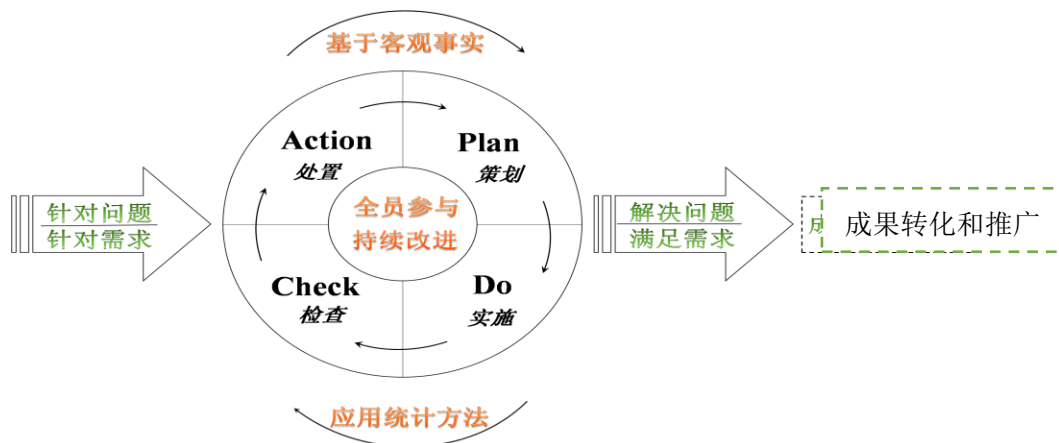 基于客观事实
Action
处置
Plan
策划
针对问题
针对需求
全员参与
持续改进
解决问题
满足需求
成果转化和推广
Check
检查
Do
实施
应用统计方法